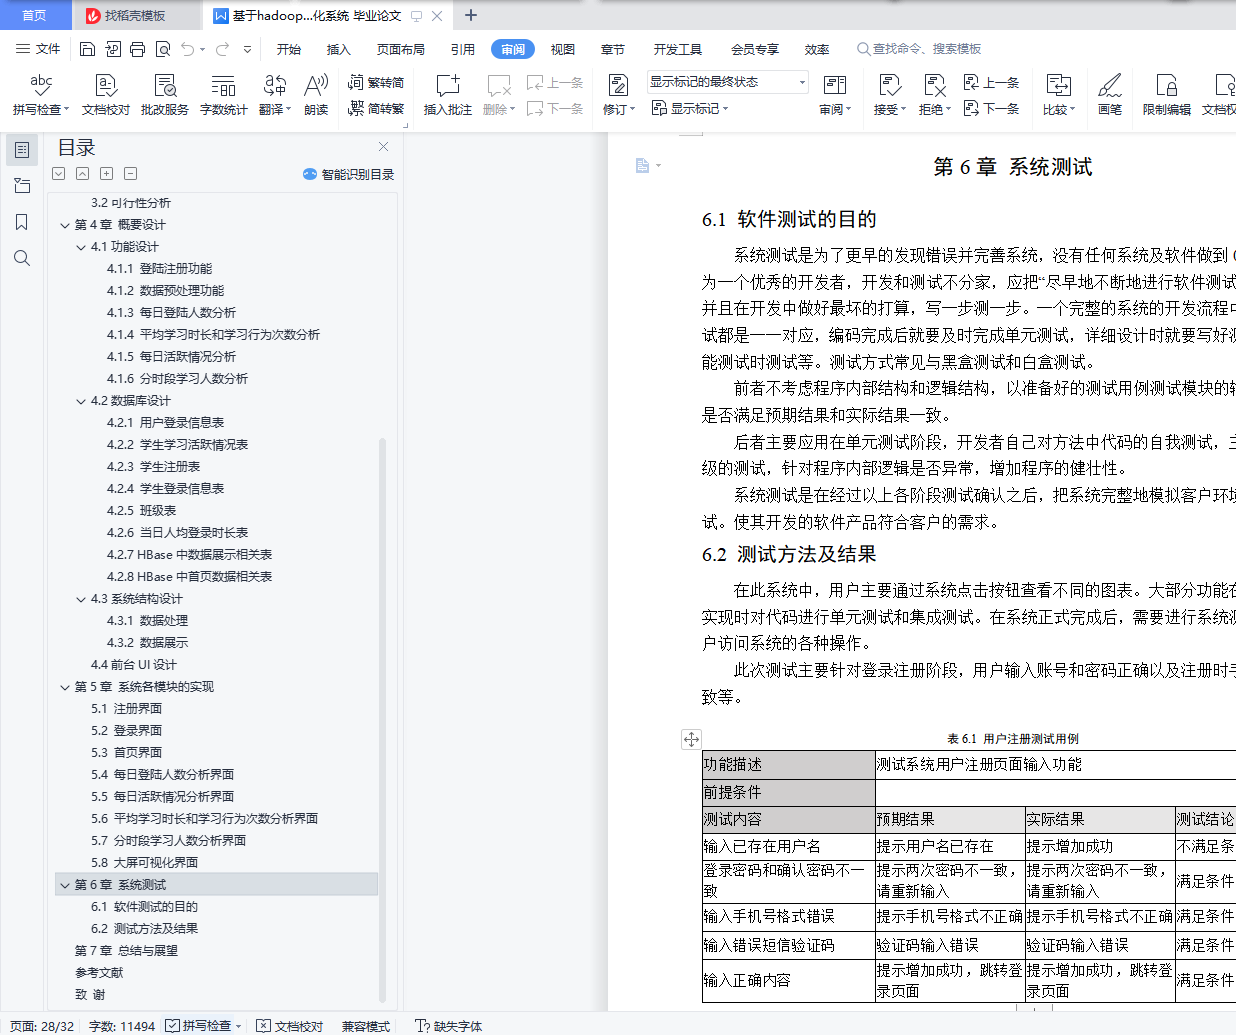 首页 找稻壳模板 基于hadoop...化系统 毕业论文
文件 开始 插入 页面布局 引用 审阅 视图 章节 开发工具 会员专享 效率 查找命令、搜索模板
拼写检查 文档校对 批改服务 字数统计 翻译 朗读 繁转简 简转繁 插入批注 删除 上一条 下一条 修订 显示标记的最终状态 显示标记 审阅 接受 拒绝 上一条 下一条 比较 画笔 限制编辑 文档权
目录
智能识别目录
3.2 可行性分析
第 4 章 概要设计
4.1 功能设计
4.1.1 登陆注册功能
4.1.2 数据预处理功能
4.1.3 每日登陆人数分析
4.1.4 平均学习时长和学习行为次数分析
4.1.5 每日活跃情况分析
4.1.6 分时段学习人数分析
4.2 数据库设计
4.2.1 用户登录信息表
4.2.2 学生学习活跃情况表
4.2.3 学生注册表
4.2.4 学生登录信息表
4.2.5 班级表
4.2.6 当日人均登录时长表
4.2.7 HBase 中数据展示相关表
4.2.8 HBase 中首页数据相关表
4.3 系统结构设计
4.3.1 数据处理
4.3.2 数据展示
4.4 前台 UI 设计
第 5 章 系统各模块的实现
5.1 注册界面
5.2 登录界面
5.3 首页界面
5.4 每日登陆人数分析界面
5.5 每日活跃情况分析界面
5.6 平均学习时长和学习行为次数分析界面
5.7 分时段学习人数分析界面
5.8 大屏可视化界面
第 6 章 系统测试
6.1 软件测试的目的
6.2 测试方法及结果
第 7 章 总结与展望
参考文献
致 谢
第 6 章 系统测试
6.1 软件测试的目的
系统测试是为了更早的发现错误并完善系统，没有任何系统及软件做到
为一个优秀的开发者，开发和测试不分家，应把“尽早地不断地进行软件测试
并且在开发中做好最坏的打算，写一步测一步。一个完整的系统的开发流程中
试都是一一对应，编码完成后就要及时完成单元测试，详细设计时就要写好测
能测试时测试等。测试方式常见与黑盒测试和白盒测试。
前者不考虑程序内部结构和逻辑结构，以准备好的测试用例测试模块的输
是否满足预期结果和实际结果一致。
后者主要应用在单元测试阶段，开发者自己对方法中代码的自我测试，主
级的测试，针对程序内部逻辑是否异常，增加程序的健壮性。
系统测试是在经过以上各阶段测试确认之后，把系统完整地模拟客户环境
试。使其开发的软件产品符合客户的需求。
6.2 测试方法及结果
在此系统中，用户主要通过系统点击按钮查看不同的图表。大部分功能在
实现时对代码进行单元测试和集成测试。在系统正式完成后，需要进行系统测
户访问系统的各种操作。
此次测试主要针对登录注册阶段，用户输入账号和密码正确以及注册时手
致等。
表 6.1 用户注册测试用例
功能描述 测试系统用户注册页面输入功能
前提条件
测试内容 预期结果 实际结果 测试结论
输入已存在用户名 提示用户名已存在 提示增加成功 不满足条
登录密码和确认密码不一致 提示两次密码不一致，请重新输入 提示两次密码不一致，请重新输入 满足条件
输入手机号格式错误 提示手机号格式不正确 提示手机号格式不正确 满足条件
输入错误短信验证码 验证码输入错误 验证码输入错误 满足条件
输入正确内容 提示增加成功，跳转登录页面 提示增加成功，跳转登录页面 满足条件
页面: 28/32 字数: 11494 拼写检查 文档校对 兼容模式 缺失字体